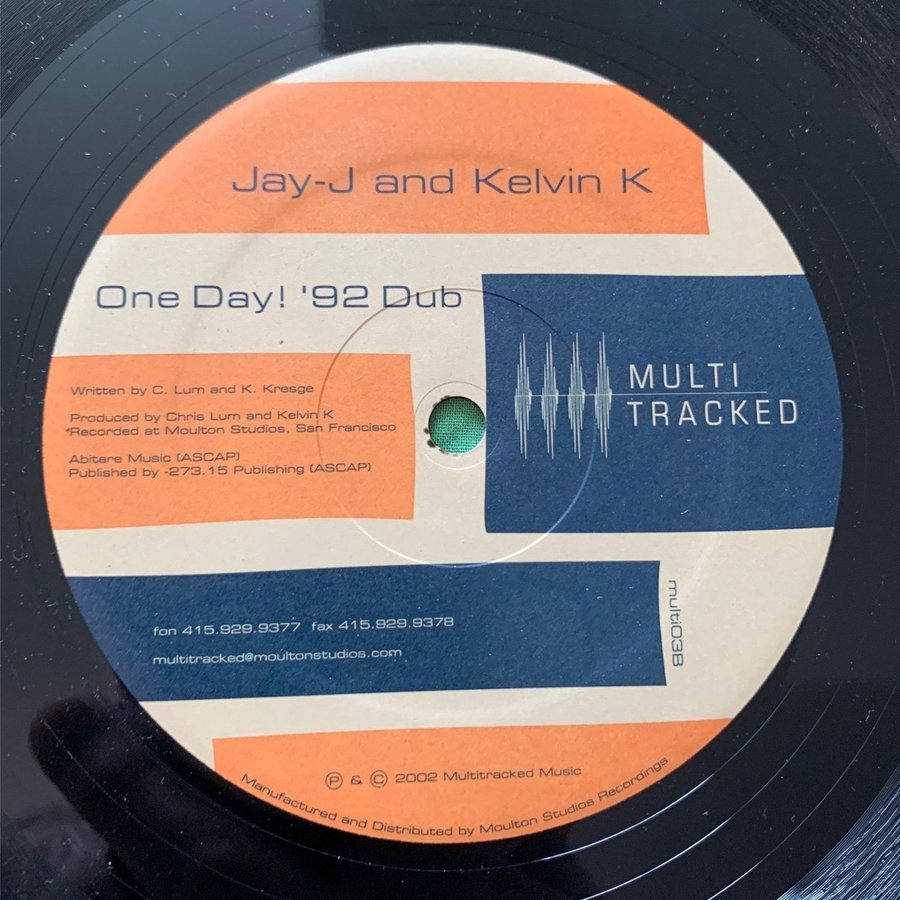 Jay-J and Kelvin K
One Day! '92 Dub
MULTI
TRACKED
Written by C. Lum and K. Kresge
Produced by Chris Lum and Kelvin K
Recorded at Moulton Studios, San Francisco
Abitare Music (ASCAP)
Published by -273.15 Publishing (ASCAP)
fon 415.929.9377 fax 415.929.9378
multitracked@moultonstudios.com
multi038
Ⓟ & © 2002 Multitracked Music
Manufactured and Distributed by Moulton Studios Recordings